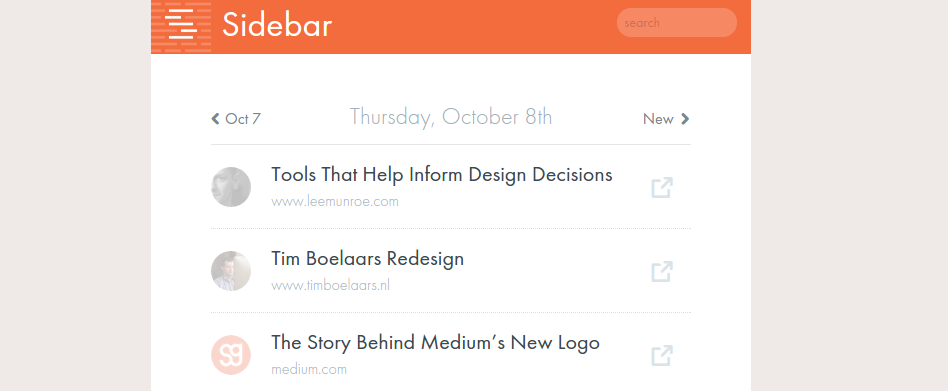 Sidebar
search
Oct 7
Thursday, October 8th
New
Tools That Help Inform Design Decisions
www.leemunroe.com
Tim Boelaars Redesign
www.timboelaars.nl
sg
The Story Behind Medium’s New Logo
medium.com